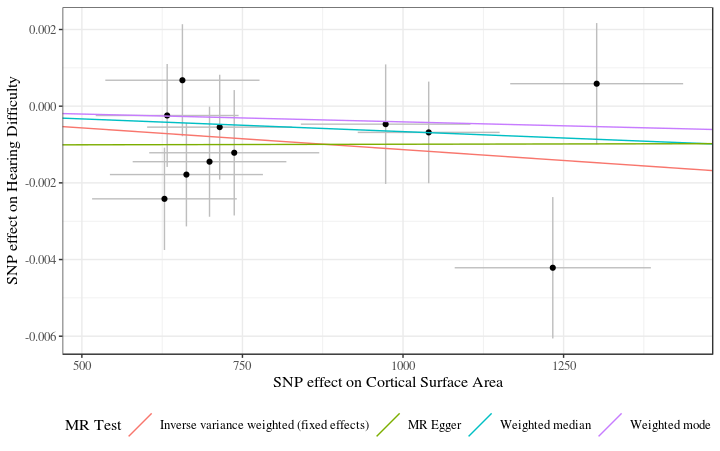 0.002
0.000
-0.002
-0.004
-0.006
SNP effect on Hearing Difficulty
500
750
1000
1250
SNP effect on Cortical Surface Area
MR Test
Inverse variance weighted (fixed effects)
MR Egger
Weighted median
Weighted mode